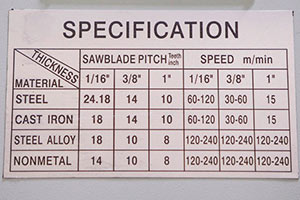 SPECIFICATION
THICKNESS SAWBLADE PITCH Teeth inch SPEED m/min
MATERIAL 1/16" 3/8" 1" 1/16" 3/8" 1"
STEEL 24.18 14 10 60-120 30-60 15
CAST IRON 18 14 10 60-120 30-60 15
STEEL ALLOY 18 10 8 120-240 120-240 120-240
NONMETAL 14 10 8 120-240 120-240 120-240